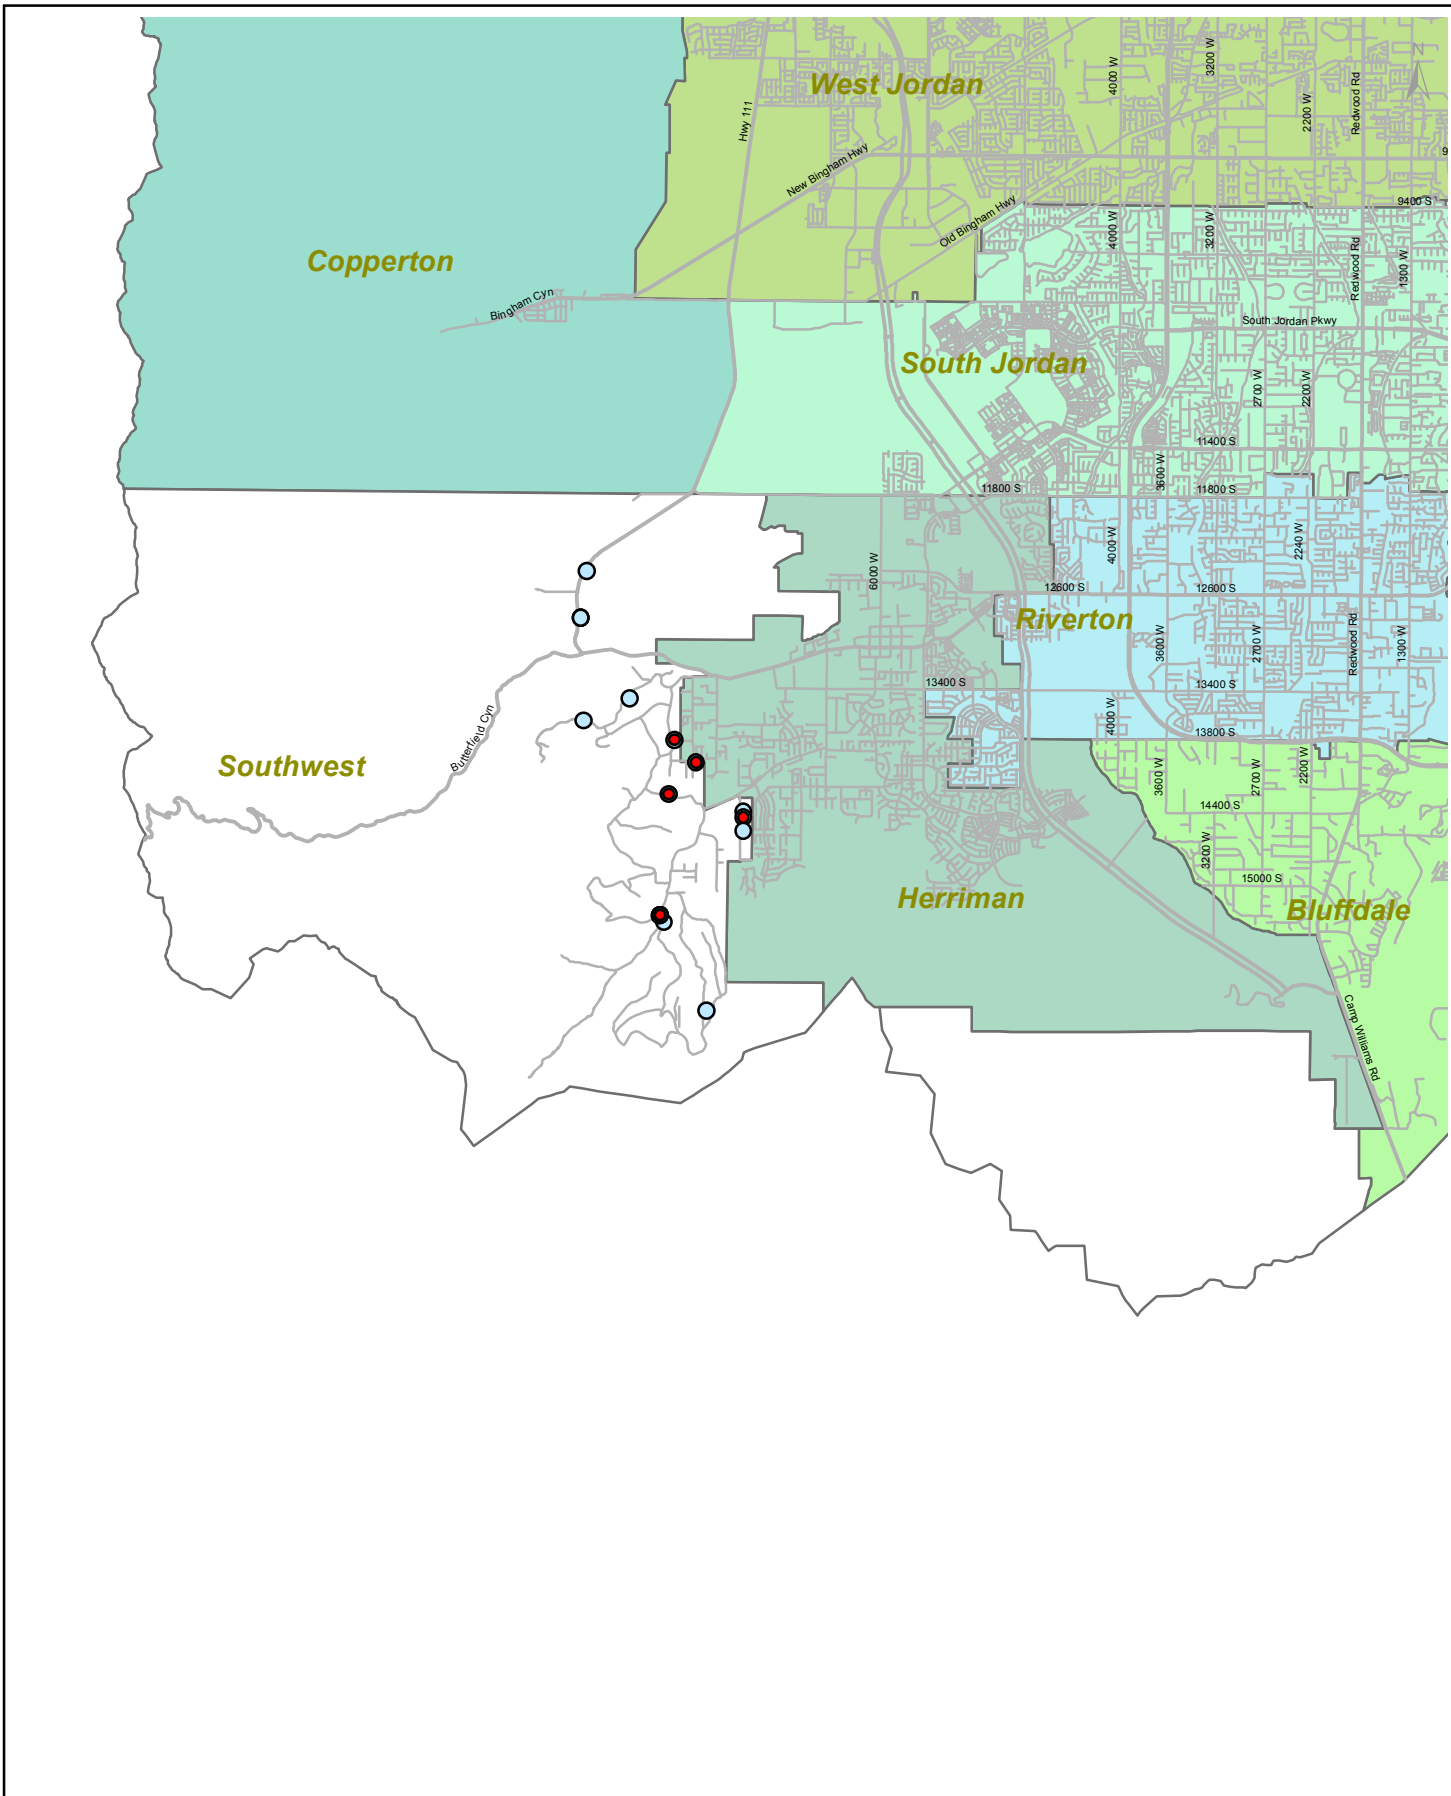 N
West Jordan
4000 W
3200 W
2200 W
Redwood Rd
Hwy 111
New Bingham Hwy
9
9400 S
Old Bingham Hwy
4000 W
3200 W
Redwood Rd
1300 W
Copperton
Bingham Cyn
South Jordan Pkwy
South Jordan
2700 W
2200 W
11400 S
3600 W
11800 S
11800 S
4000 W
2240 W
6000 W
12600 S
12600 S
Riverton
3600 W
2700 W
Redwood Rd
1300 W
13400 S
13400 S
4000 W
13800 S
Butterfield Cyn
Southwest
3600 W
2700 W
2200 W
14400 S
3200 W
15000 S
Herriman
Bluffdale
Camp Williams Rd